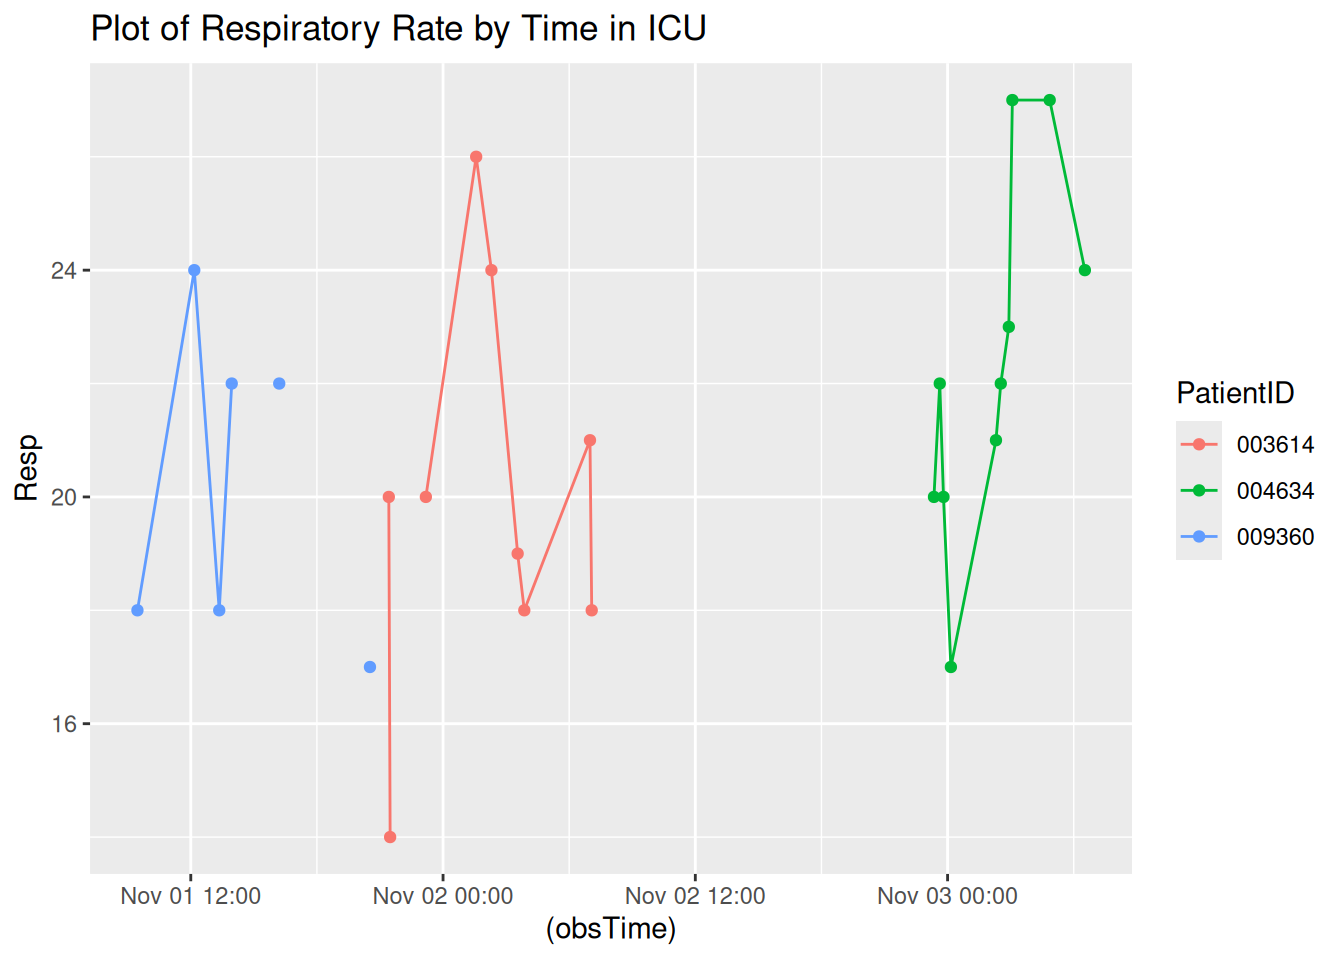 Plot of Respiratory Rate by Time in ICU
Resp
24
20
16
Nov 01 12:00
Nov 02 00:00
Nov 02 12:00
Nov 03 00:00
(obsTime)
PatientID
003614
004634
009360